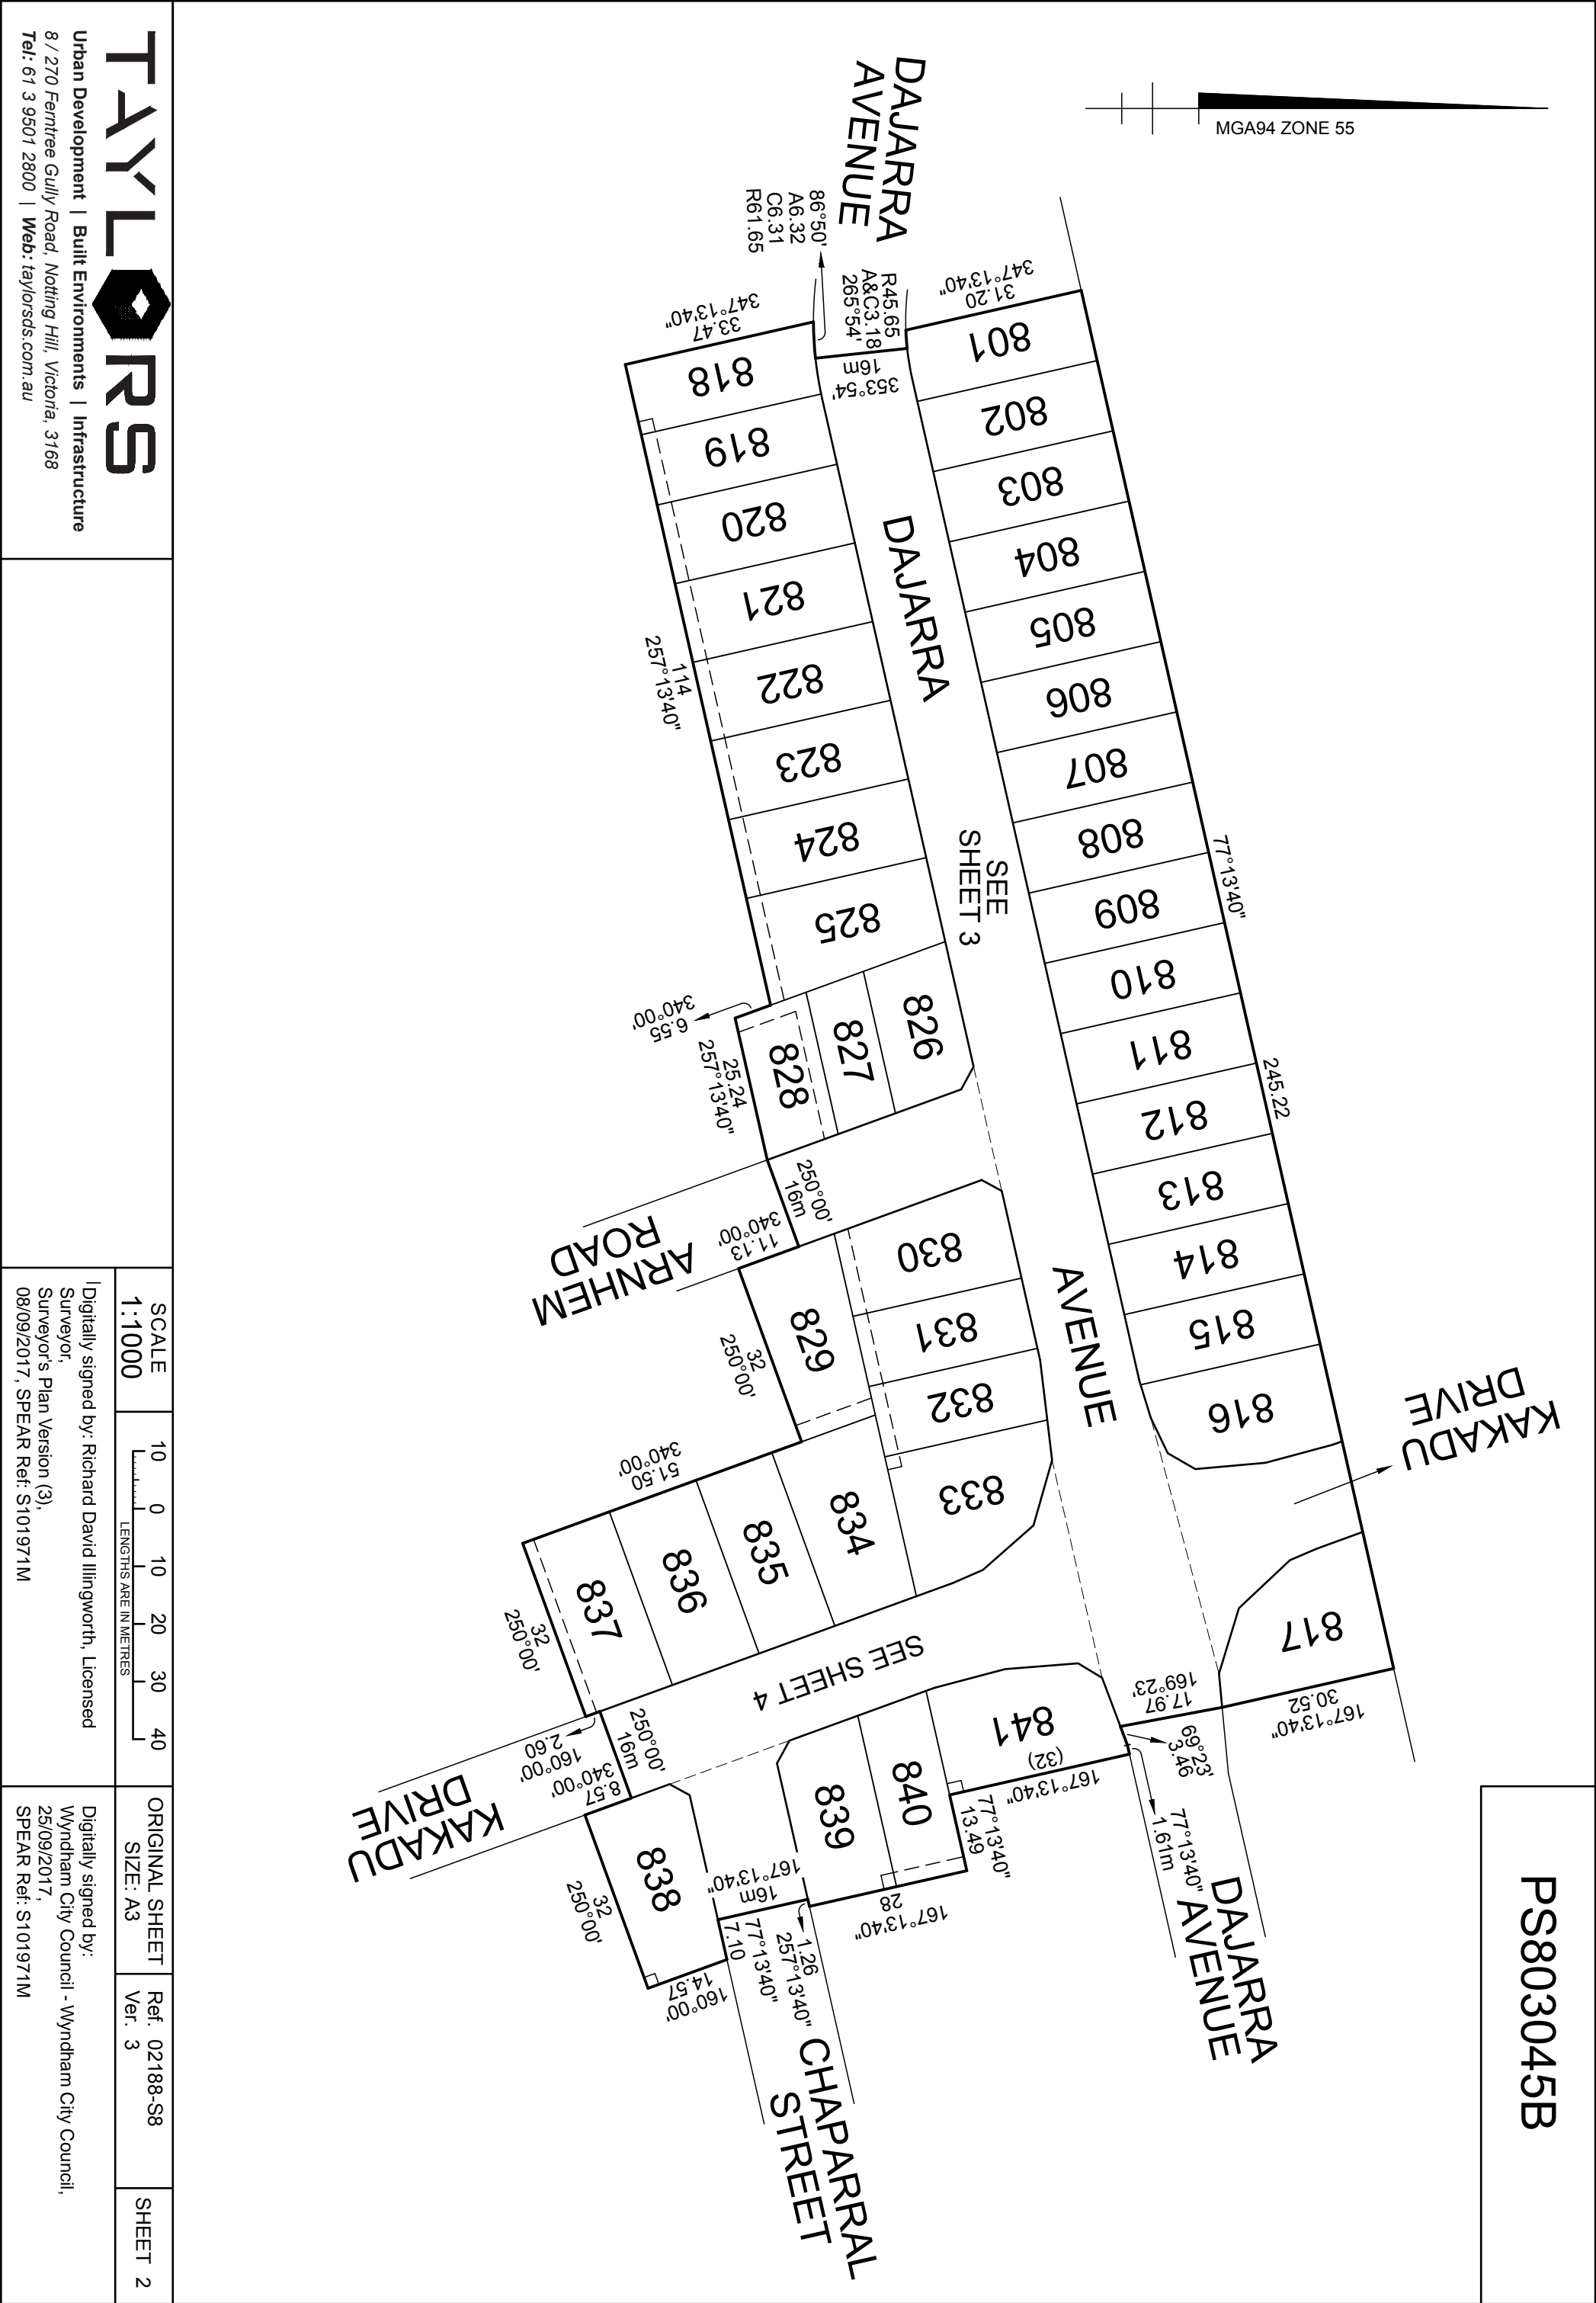 PS803045B
MGA94 ZONE 55
DAJARRA
AVENUE
86°50'
A6.32
C6.31
R61.65
R45.65
A&C3.18
265°54'
16m
353°54'
31.20
347°13'40"
33.47
347°13'40"
801
802
803
804
805
806
807
808
809
810
811
812
813
814
815
816
817
77°13'40"
245.22
KAKADU
DRIVE
DAJARRA
SEE
SHEET 3
AVENUE
818
819
820
821
822
823
824
825
114
257°13'40"
826
827
828
6.55
340°00'
25.24
257°13'40"
250°00'
16m
11.13
340°00'
ARNHEM
ROAD
829
830
831
832
833
32
250°00'
51.50
340°00'
834
835
836
837
32
250°00'
SEE SHEET 4
2.60
160°00'
250°00'
16m
8.57
340°00'
KAKADU
DRIVE
838
32
250°00'
14.57
160°00'
7.10
77°13'40"
16m
167°13'40"
1.26
257°13'40"
CHAPARRAL
STREET
839
840
841
(32)
28
167°13'40"
77°13'40"
13.49
167°13'40"
17.97
169°23'
30.52
167°13'40"
69°23'
3.46
77°13'40"
1.61m
DAJARRA
AVENUE
TAYLORS
Urban Development | Built Environments | Infrastructure
8 / 270 Ferntree Gully Road, Notting Hill, Victoria, 3168
Tel: 61 3 9501 2800 | Web: taylorsds.com.au
SCALE
1:1000
10 0 10 20 30 40
LENGTHS ARE IN METRES
ORIGINAL SHEET
SIZE: A3
Ref. 02188-S8
Ver. 3
SHEET 2
Digitally signed by: Richard David Illingworth, Licensed
Surveyor,
Surveyor's Plan Version (3),
08/09/2017, SPEAR Ref: S101971M
Digitally signed by:
Wyndham City Council - Wyndham City Council,
25/09/2017,
SPEAR Ref: S101971M